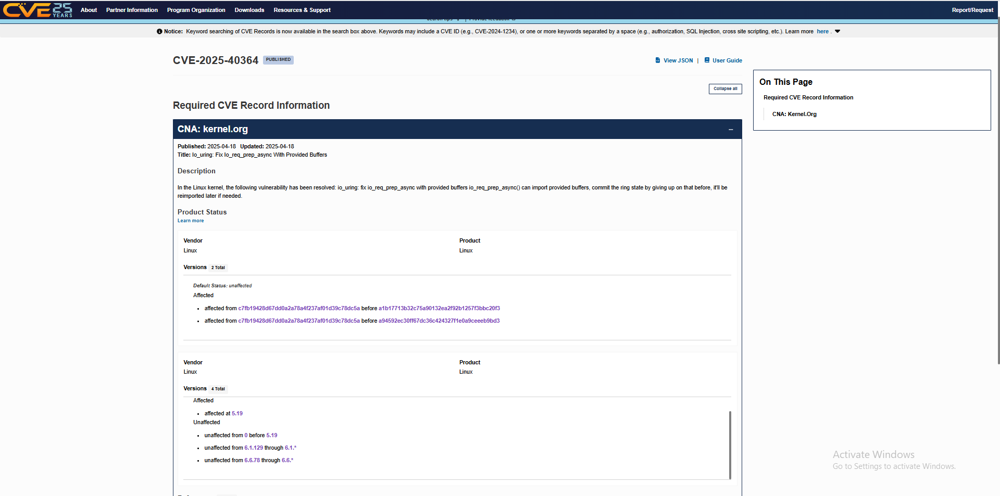 CVE 25 YEARS
About Partner Information Program Organization Downloads Resources & Support Report/Request
Notice: Keyword searching of CVE Records is now available in the search box above. Keywords may include a CVE ID (e.g., CVE-2024-1234), or one or more keywords separated by a space (e.g., authorization, SQL Injection, cross site scripting, etc.). Learn more here .
CVE-2025-40364 PUBLISHED
View JSON | User Guide
Collapse all
On This Page
Required CVE Record Information
CNA: Kernel.Org
Required CVE Record Information
CNA: kernel.org
Published: 2025-04-18 Updated: 2025-04-18
Title: Io_uring: Fix Io_req_prep_async With Provided Buffers
Description
In the Linux kernel, the following vulnerability has been resolved: io_uring: fix io_req_prep_async with provided buffers io_req_prep_async() can import provided buffers, commit the ring state by giving up on that before, it'll be
reimported later if needed.
Product Status
Learn more
Vendor Product
Linux Linux
Versions 2 Total
Default Status: unaffected
Affected
• affected from c7fb19428d67dd0a2a78a4f237af01d39c78dc5a before a1b17713b32c75a90132ea2f92b1257f3bbc20f3
• affected from c7fb19428d67dd0a2a78a4f237af01d39c78dc5a before a94592ec30ff67dc36c424327f1e0a9ceeeb9bd3
Vendor Product
Linux Linux
Versions 4 Total
Affected
• affected at 5.19
Unaffected
• unaffected from 0 before 5.19
• unaffected from 6.1.129 through 6.1.*
• unaffected from 6.6.78 through 6.6.*
Activate Windows
Go to Settings to activate Windows.